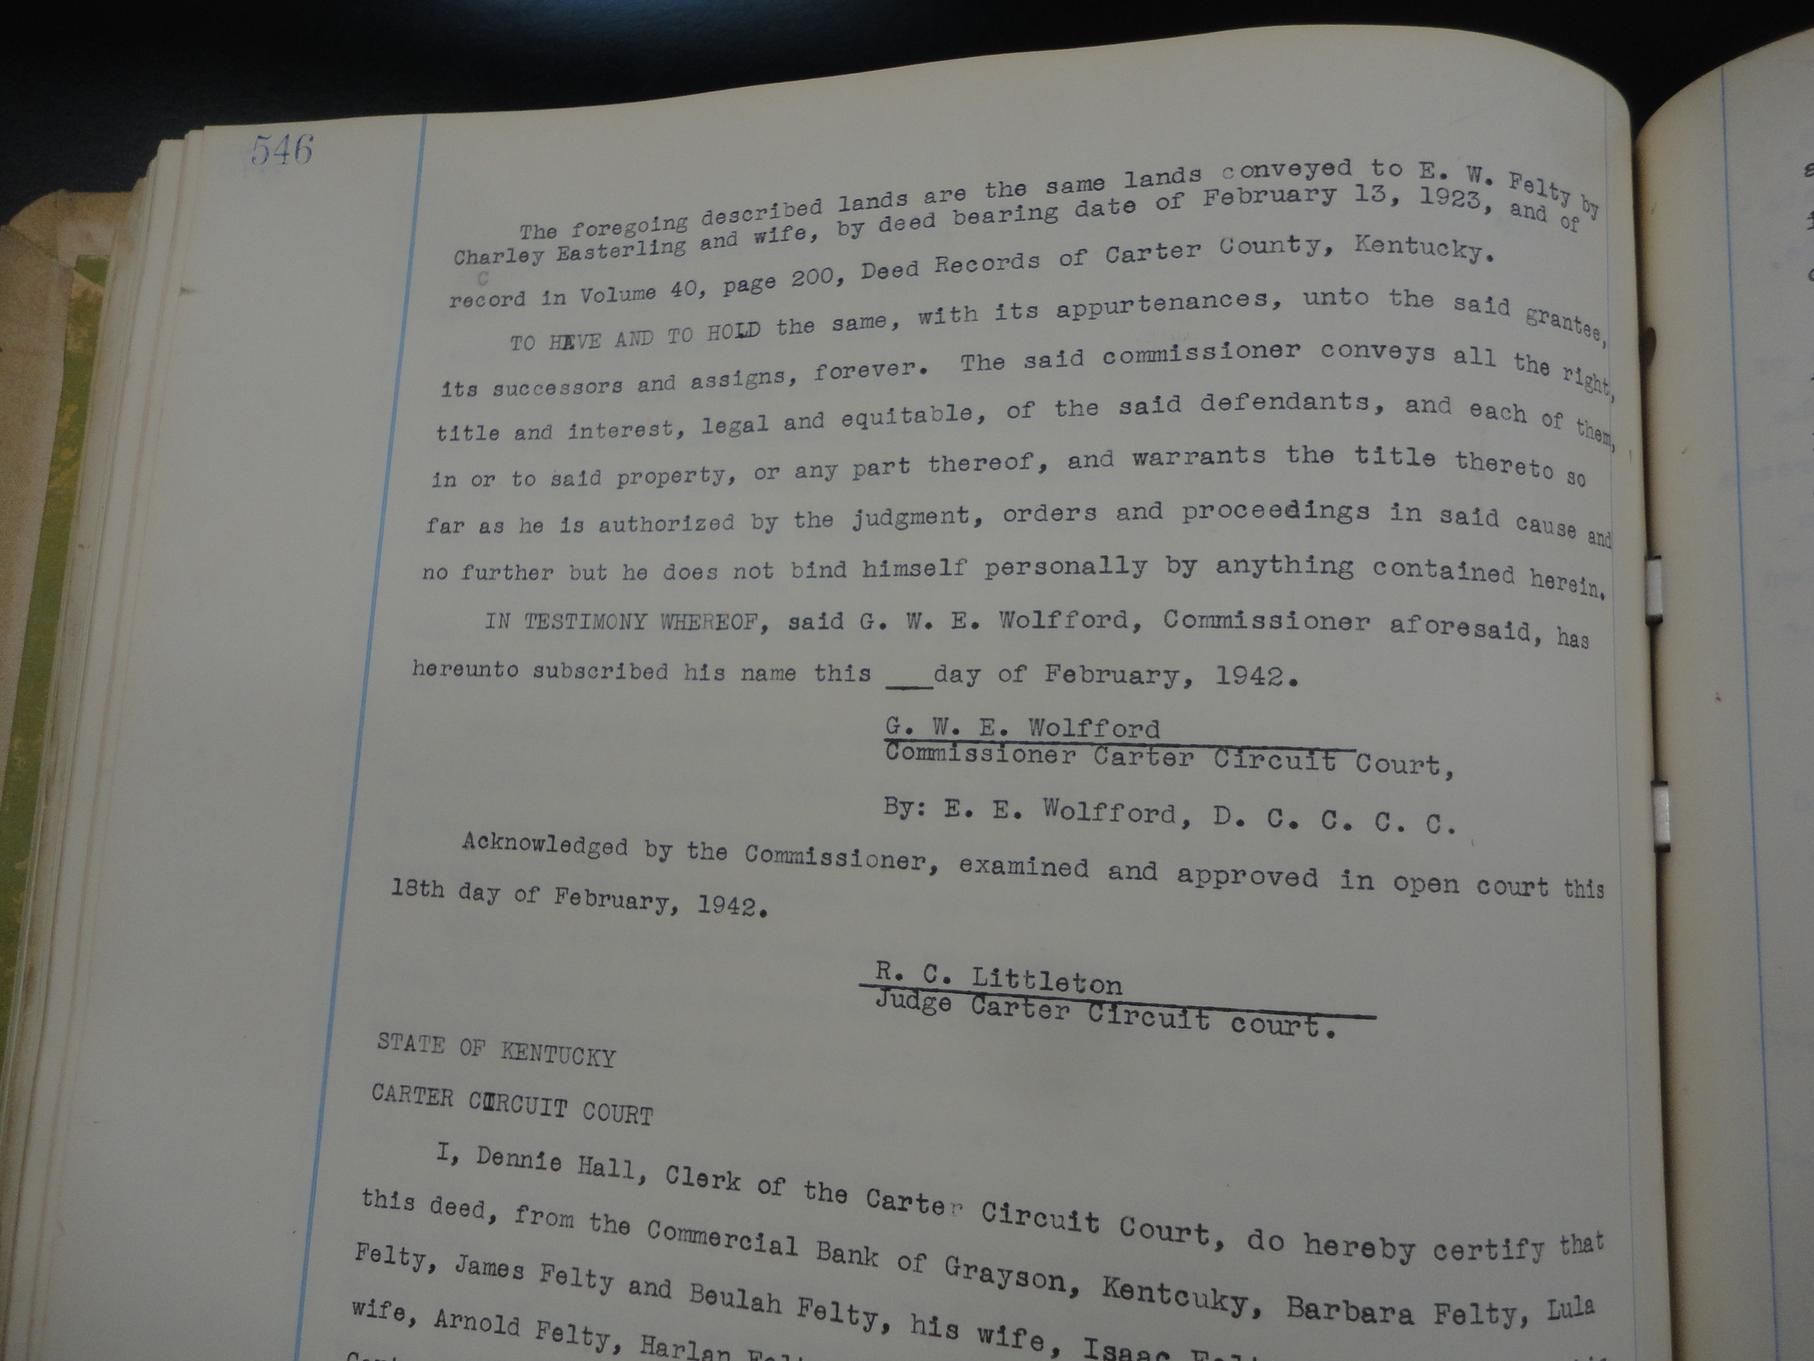 546
The foregoing described lands are the same lands conveyed to E. W. Felty by
Charley Easterling and wife, by deed bearing date of February 13, 1923, and of
record in Volume 40, page 200, Deed Records of Carter County, Kentucky.
TO HAVE AND TO HOLD the same, with its appurtenances, unto the said grantee,
its successors and assigns, forever. The said commissioner conveys all the right,
title and interest, legal and equitable, of the said defendants, and each of them,
in or to said property, or any part thereof, and warrants the title thereto so
far as he is authorized by the judgment, orders and proceedings in said cause and
no further but he does not bind himself personally by anything contained herein.
IN TESTIMONY WHEREOF, said G. W. E. Wolfford, Commissioner aforesaid, has
hereunto subscribed his name this ___day of February, 1942.
G. W. E. Wolfford
Commissioner Carter Circuit Court,
By: E. E. Wolfford, D. C. C. C. C.
Acknowledged by the Commissioner, examined and approved in open court this
18th day of February, 1942.
R. C. Littleton
Judge Carter Circuit court.
STATE OF KENTUCKY
CARTER CIRCUIT COURT
I, Dennie Hall, Clerk of the Carter Circuit Court, do hereby certify that
this deed, from the Commercial Bank of Grayson, Kentcuky, Barbara Felty, Lula
Felty, James Felty and Beulah Felty, his wife, Isaac
wife, Arnold Felty, Harlan